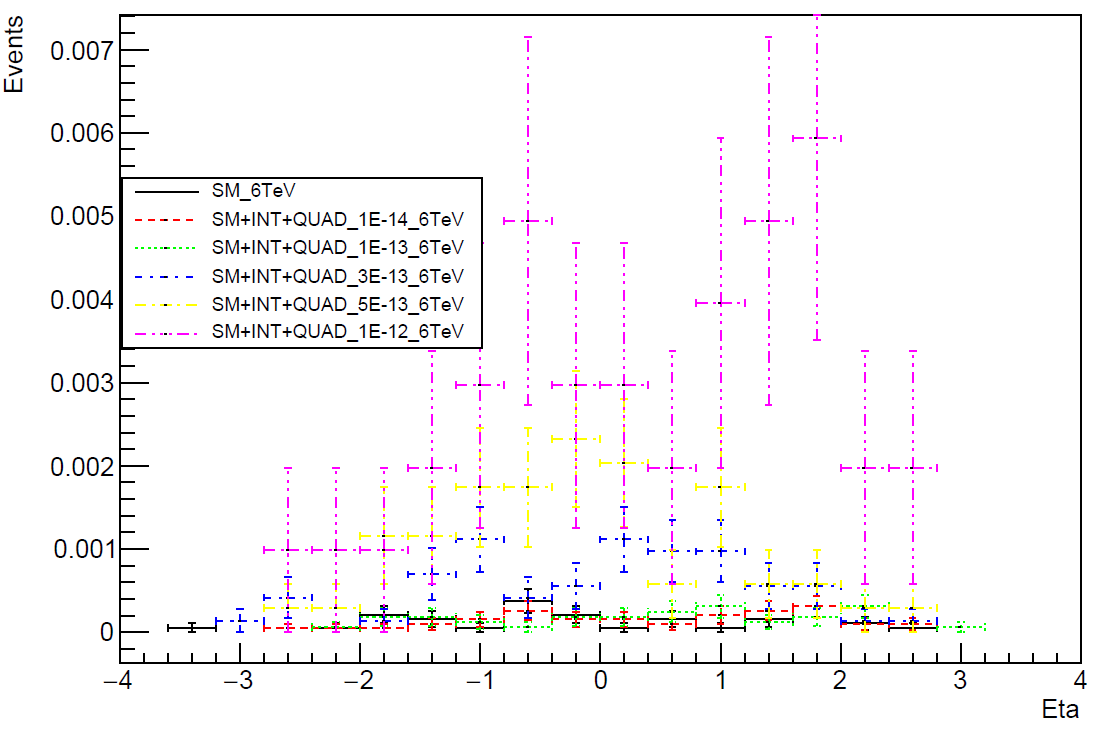 Events
0.007
0.006
0.005
0.004
0.003
0.002
0.001
0
SM_6TeV
SM+INT+QUAD_1E-14_6TeV
SM+INT+QUAD_1E-13_6TeV
SM+INT+QUAD_3E-13_6TeV
SM+INT+QUAD_5E-13_6TeV
SM+INT+QUAD_1E-12_6TeV
−4 −3 −2 −1 0 1 2 3 4
Eta